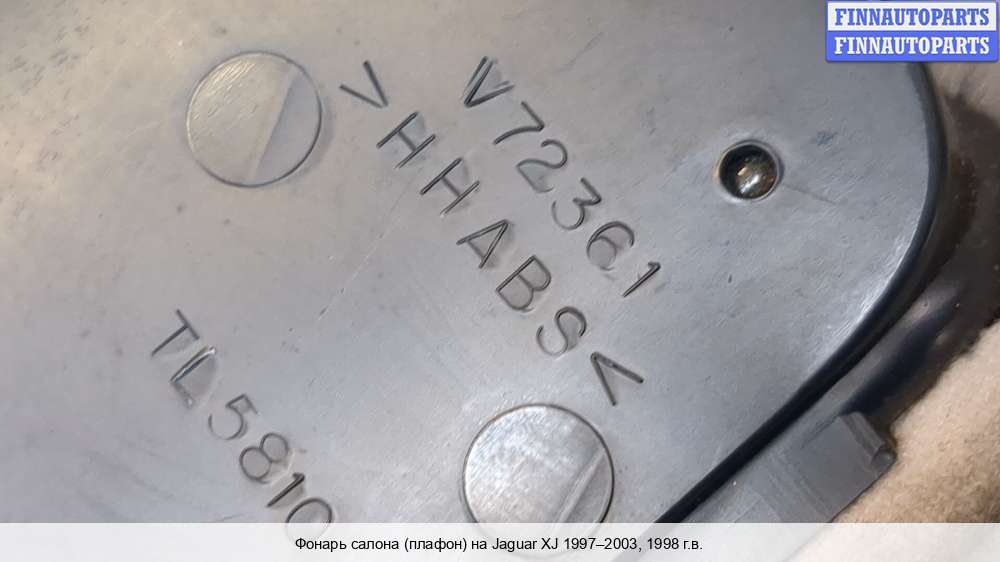 FINNAUTOPARTS
FINNAUTOPARTS
V72361
>HHABS<
TL5810
Фонарь салона (плафон) на Jaguar XJ 1997–2003, 1998 г.в.